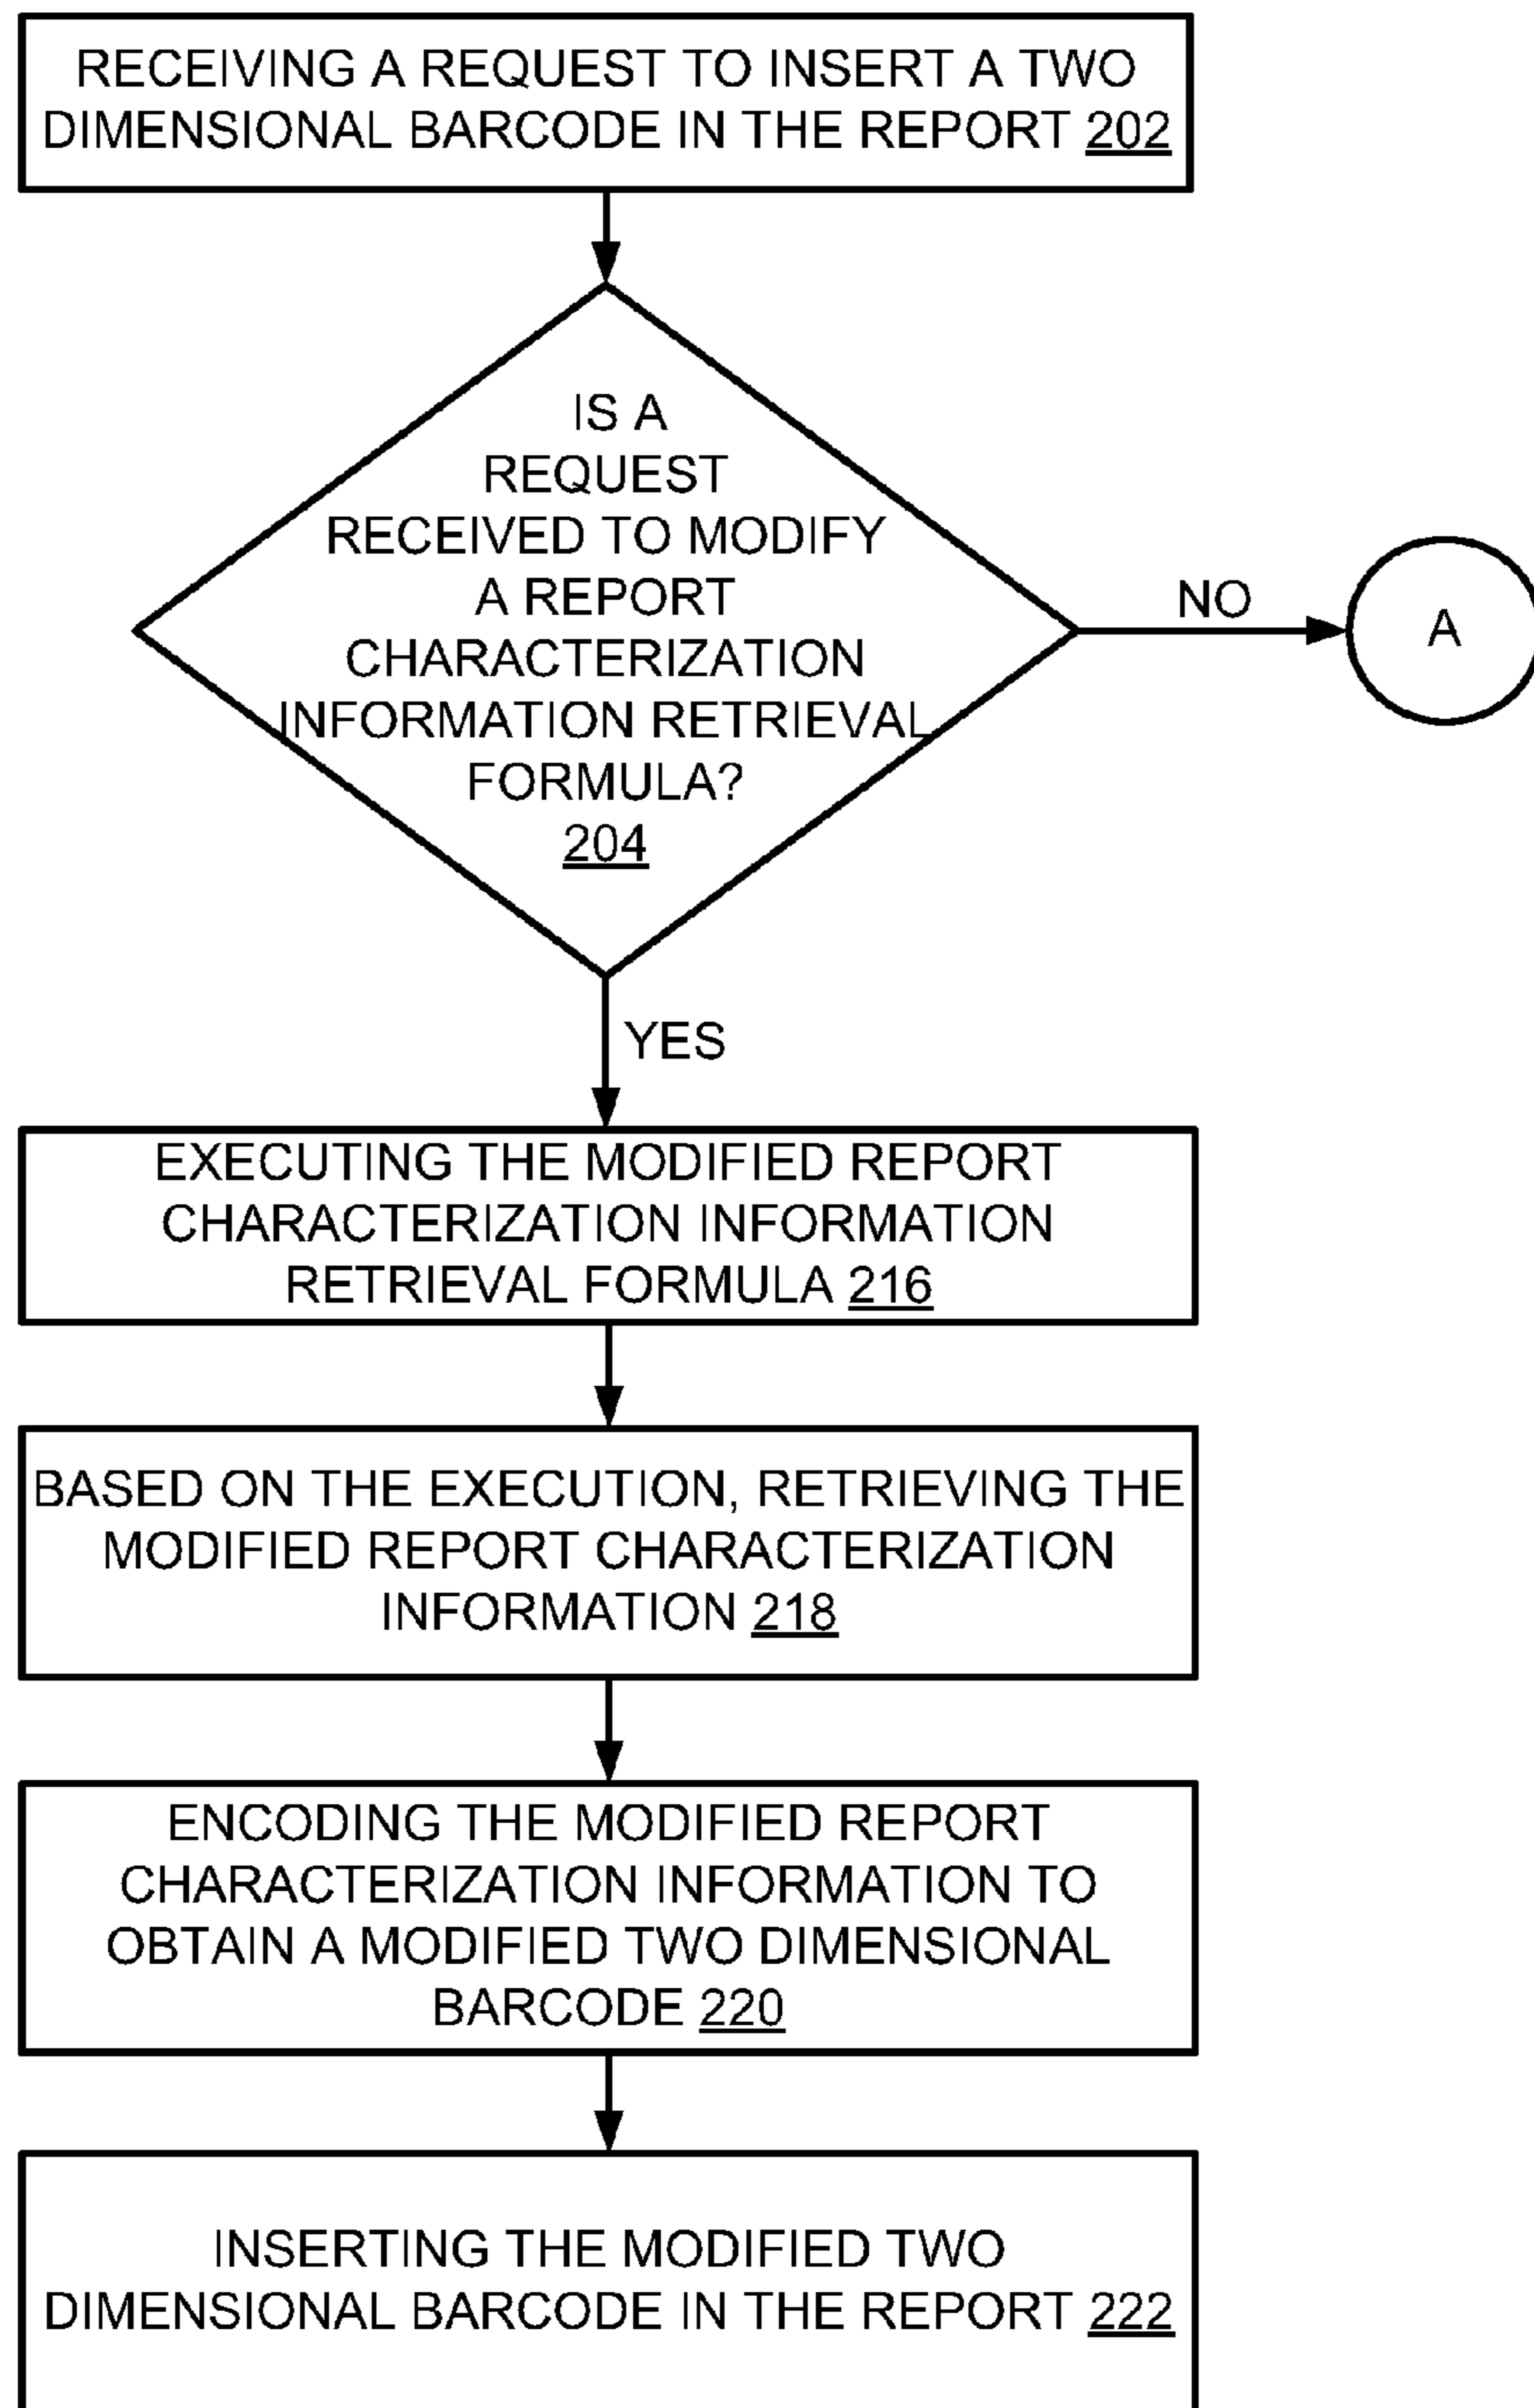 RECEIVING A REQUEST TO INSERT A TWO
DIMENSIONAL BARCODE IN THE REPORT 202
IS A
REQUEST
RECEIVED TO MODIFY
A REPORT
CHARACTERIZATION
INFORMATION RETRIEVAL
FORMULA?
204
NO
A
YES
EXECUTING THE MODIFIED REPORT
CHARACTERIZATION INFORMATION
RETRIEVAL FORMULA 216
BASED ON THE EXECUTION, RETRIEVING THE
MODIFIED REPORT CHARACTERIZATION
INFORMATION 218
ENCODING THE MODIFIED REPORT
CHARACTERIZATION INFORMATION TO
OBTAIN A MODIFIED TWO DIMENSIONAL
BARCODE 220
INSERTING THE MODIFIED TWO
DIMENSIONAL BARCODE IN THE REPORT 222